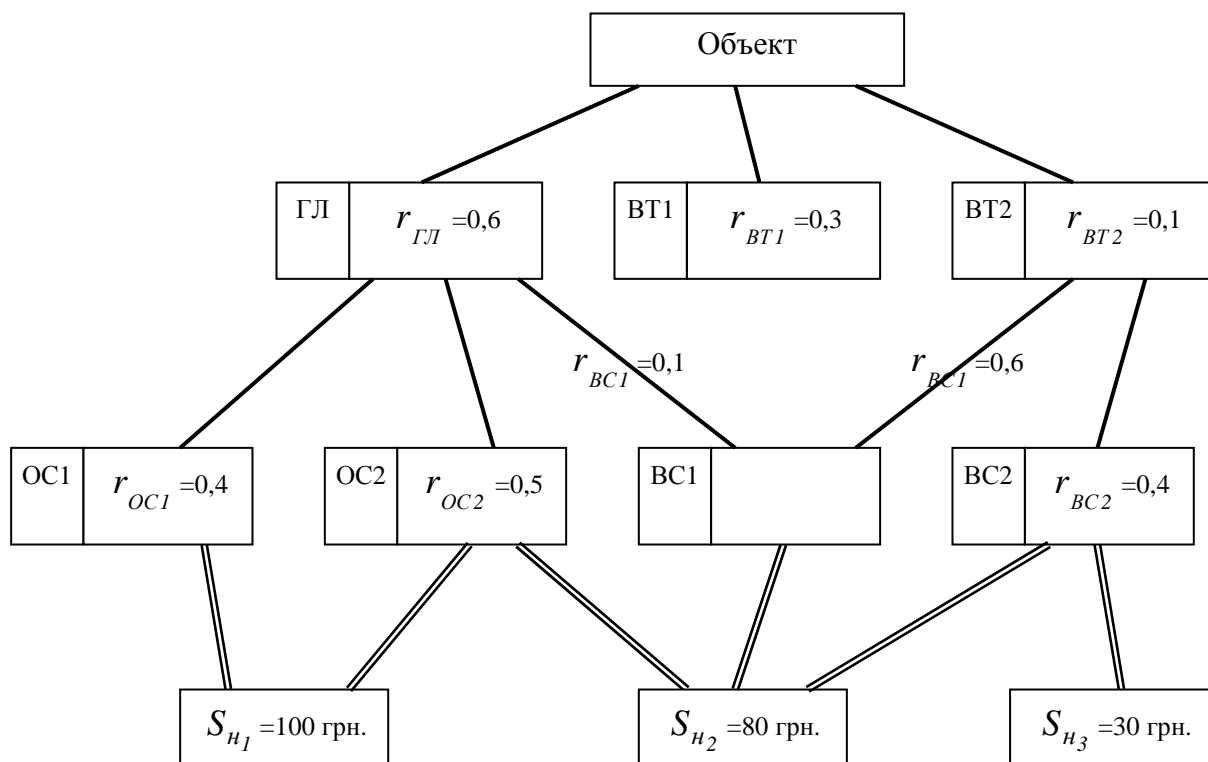 Объект
ГЛ r_ГЛ =0,6
ВТ1 r_ВТ1 =0,3
ВТ2 r_ВТ2 =0,1
r_ВС1 =0,1
r_ВС1 =0,6
ОС1 r_ОС1 =0,4
ОС2 r_ОС2 =0,5
ВС1
ВС2 r_ВС2 =0,4
S_н1 =100 грн.
S_н2 =80 грн.
S_н3 =30 грн.